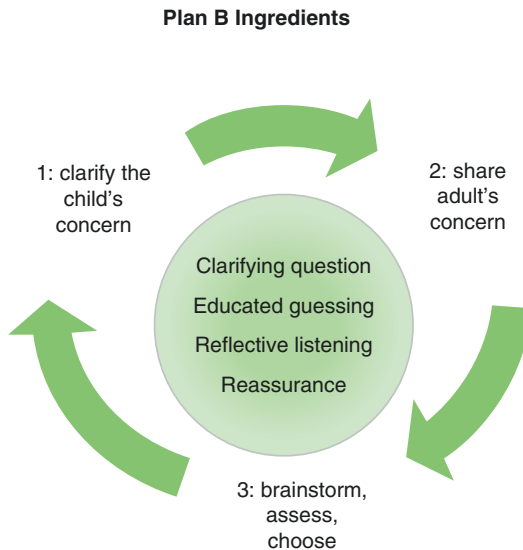 Plan B Ingredients
1: clarify the
child's
concern
2: share
adult's
concern
Clarifying question
Educated guessing
Reflective listening
Reassurance
3: brainstorm,
assess,
choose